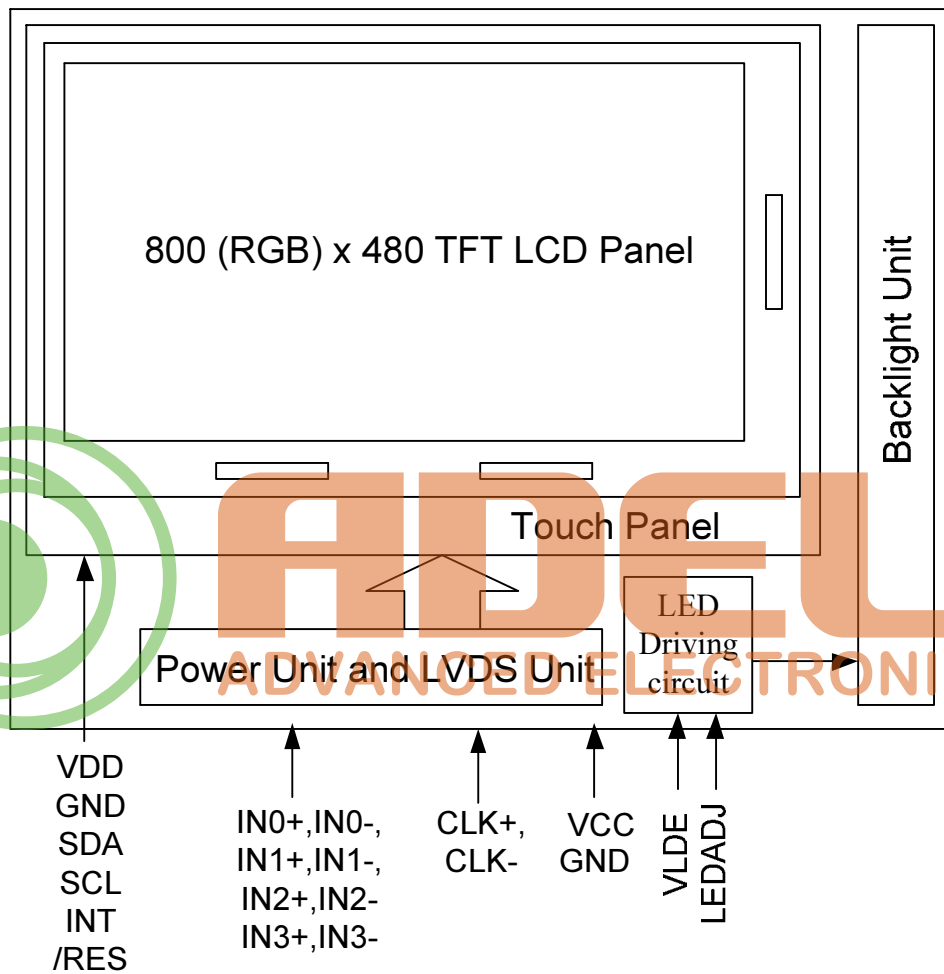 800 (RGB) x 480 TFT LCD Panel
Backlight Unit
Touch Panel
LED
Driving
circuit
Power Unit and LVDS Unit
ADEL
ADVANCED ELECTRONI
VDD
GND
SDA
SCL
INT
/RES
IN0+,IN0-,
IN1+,IN1-,
IN2+,IN2-
IN3+,IN3-
CLK+,
CLK-
VCC
GND
VLDE
LEDADJ